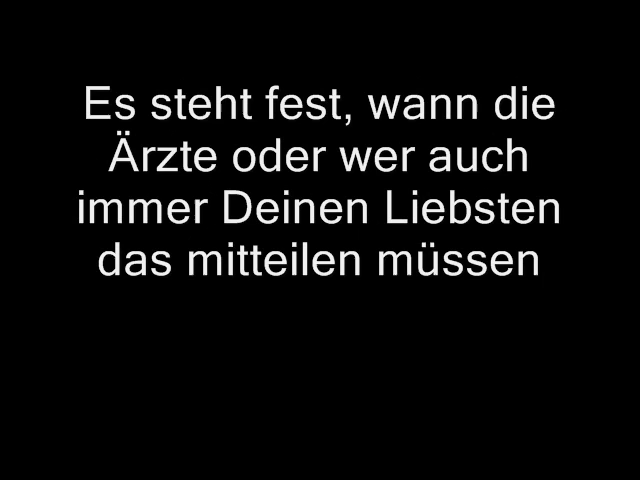 Es steht fest, wann die
Ärzte oder wer auch
immer Deinen Liebsten
das mitteilen müssen